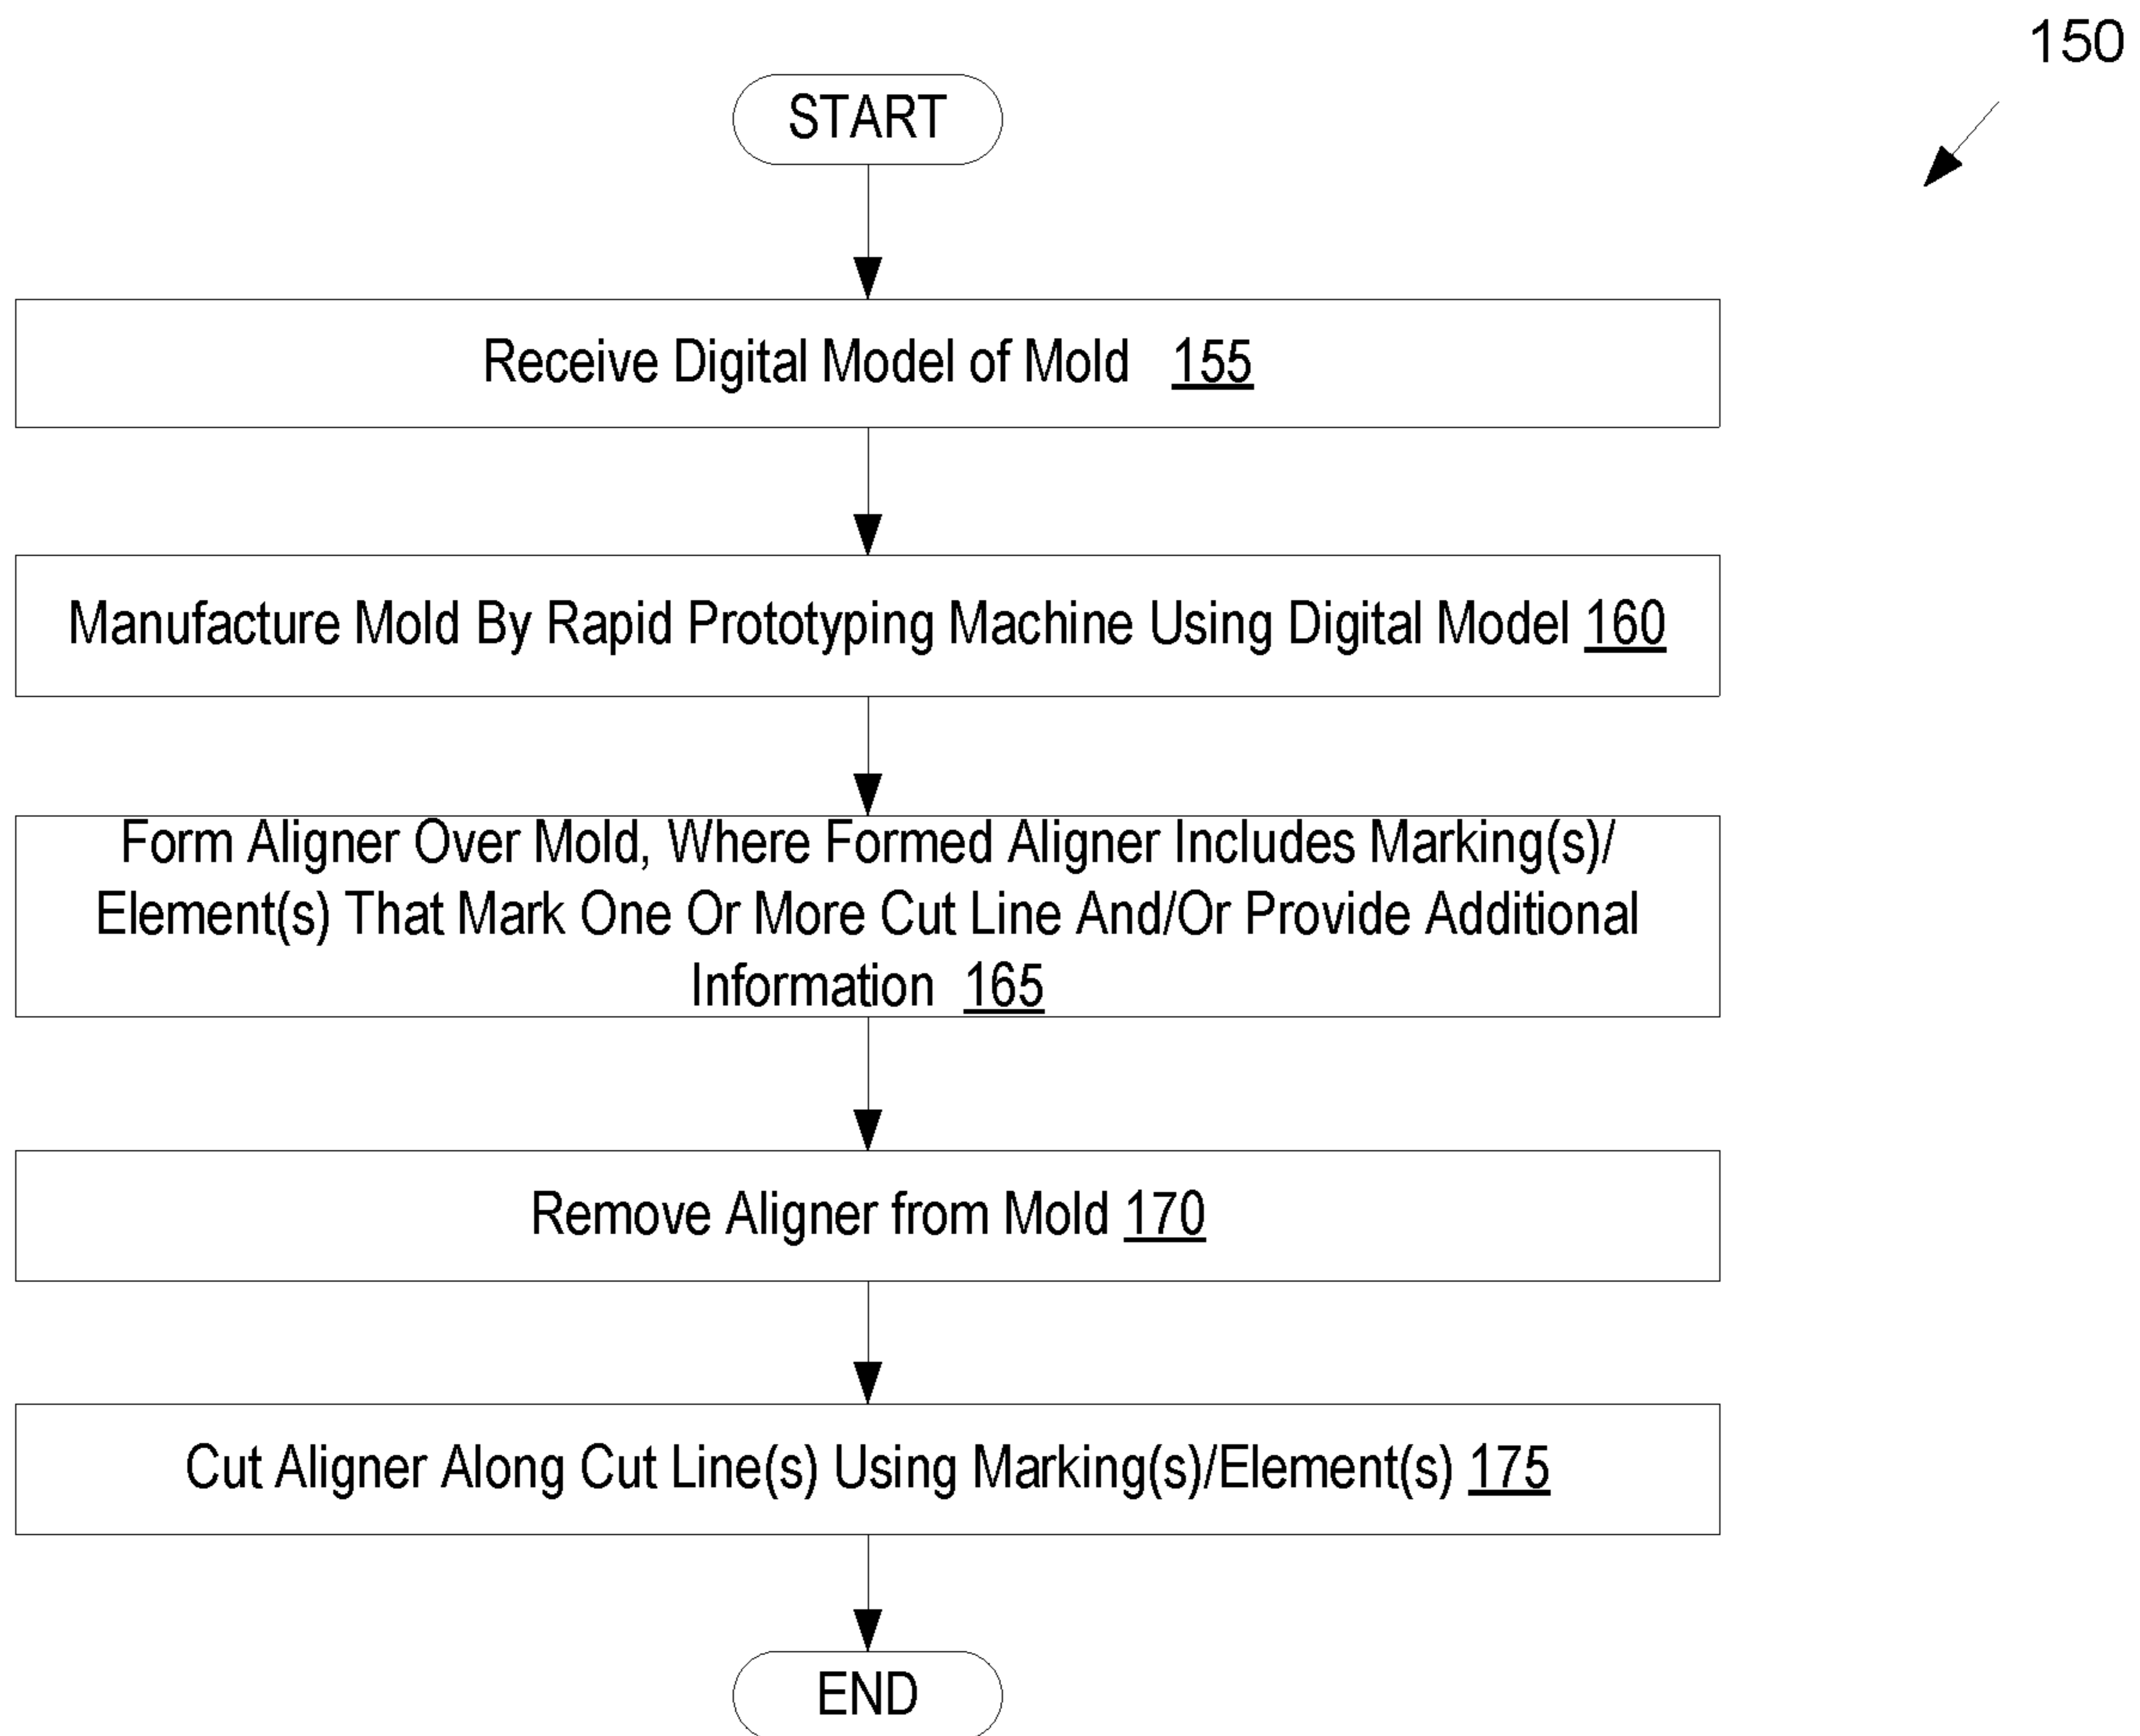 150
START
Receive Digital Model of Mold 155
Manufacture Mold By Rapid Prototyping Machine Using Digital Model 160
Form Aligner Over Mold, Where Formed Aligner Includes Marking(s)/
Element(s) That Mark One Or More Cut Line And/Or Provide Additional
Information 165
Remove Aligner from Mold 170
Cut Aligner Along Cut Line(s) Using Marking(s)/Element(s) 175
END